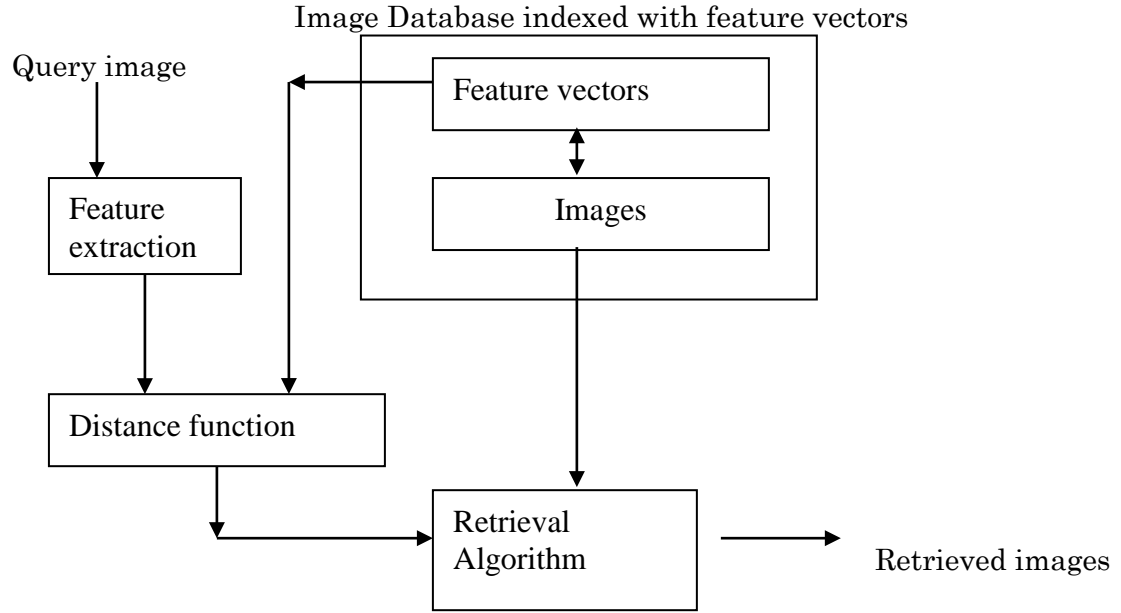 Image Database indexed with feature vectors
Query image
Feature vectors
Images
Feature
extraction
Distance function
Retrieval
Algorithm
Retrieved images